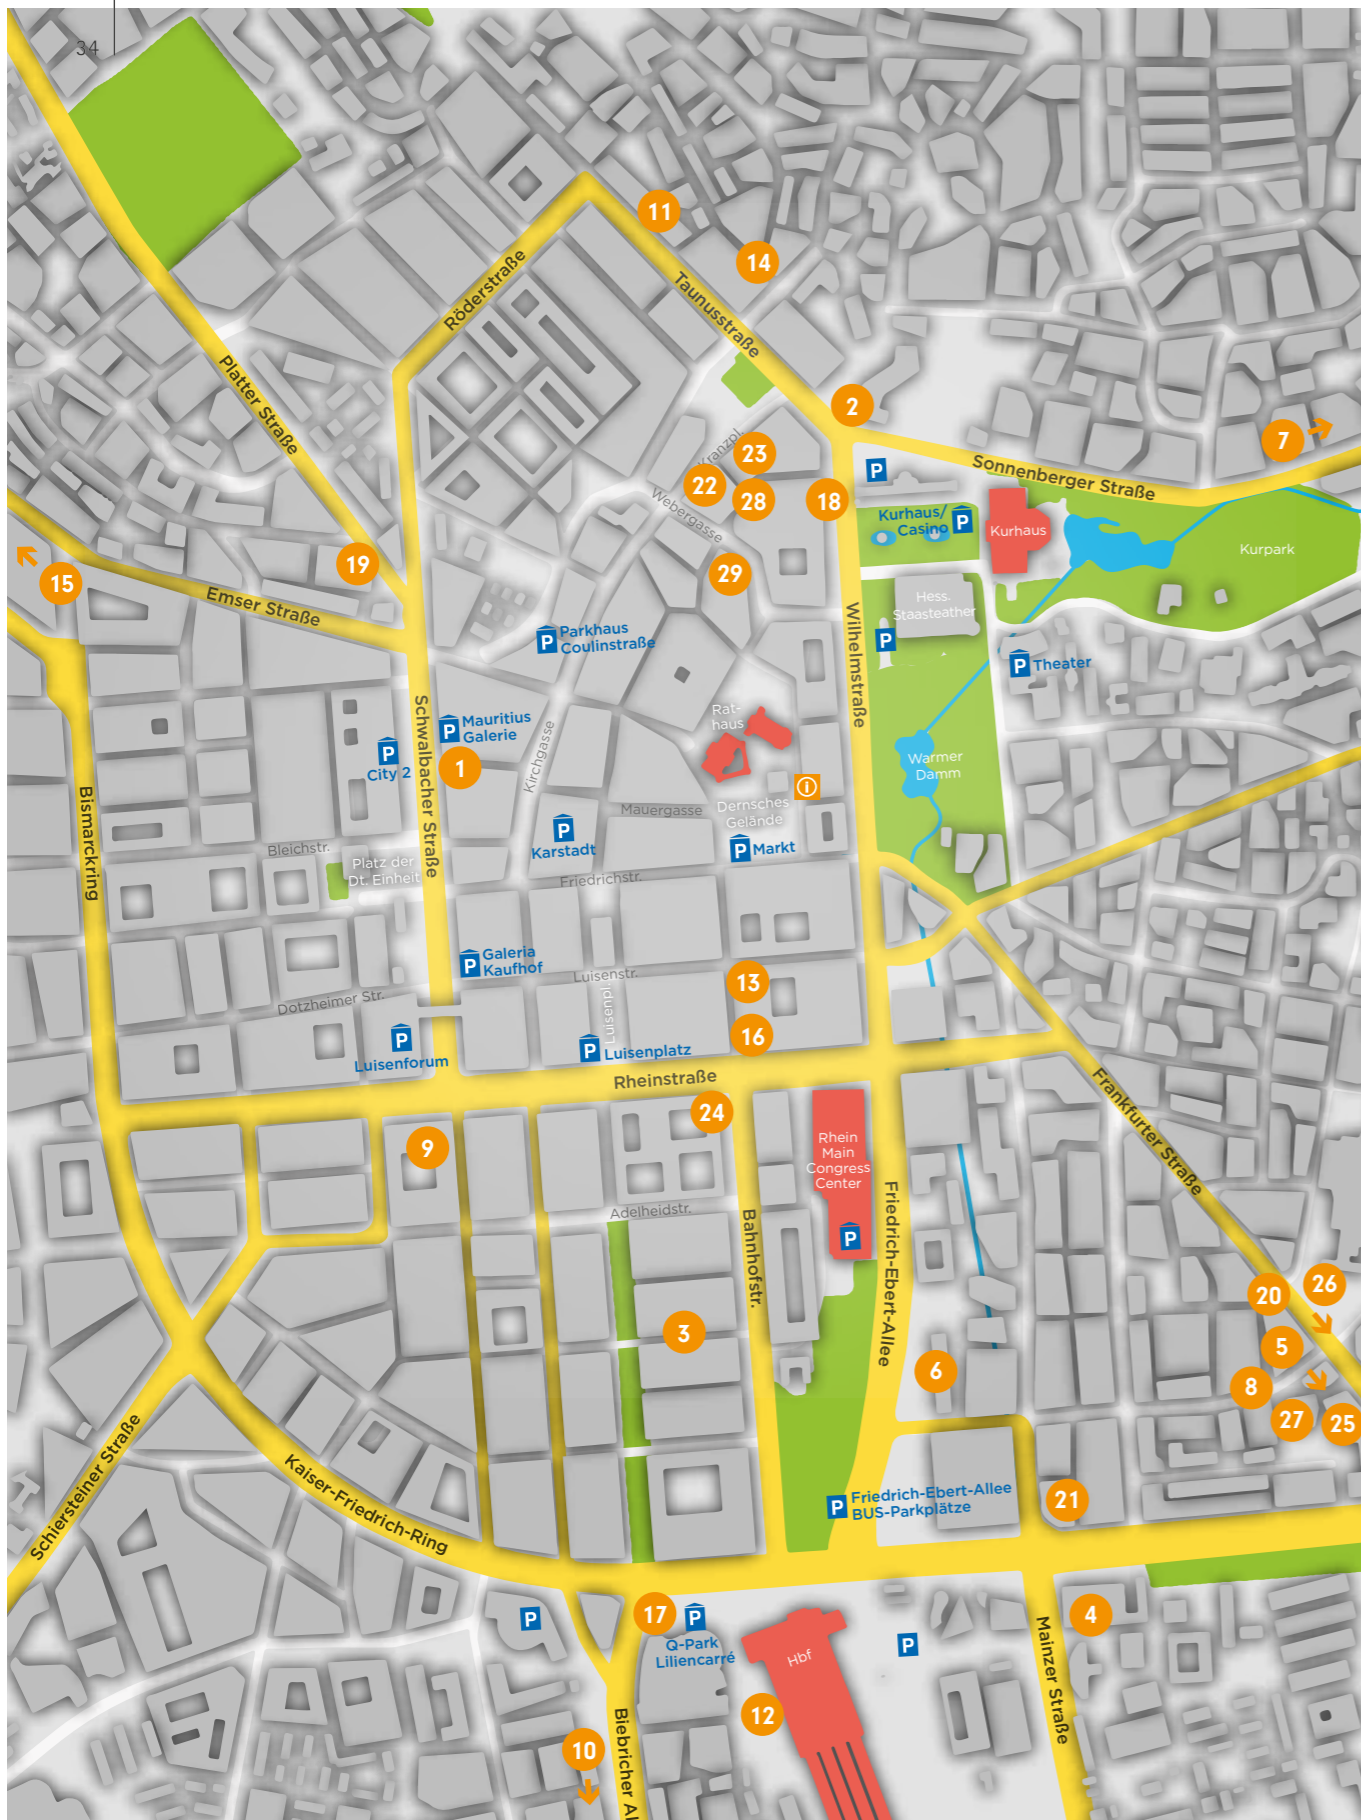 34
11
14
Röderstraße
Taunusstraße
Platter Straße
2
7
Kranzpl.
23
22
28
18
P
Sonnenberger Straße
Webergasse
Kurhaus/
Casino
P
Kurhaus
Kurpark
15
19
29
Emser Straße
Hess.
Staasteather
P
Parkhaus
Coulinstraße
Wilhelmstraße
P
P
Theater
Schwalbacher Straße
P
Mauritius
Galerie
Rat-
haus
Kirchgasse
P
City 2
1
Warmer
Damm
Bismarckring
i
Mauergasse
Dernsches
Gelände
P
Karstadt
P
Markt
Bleichstr.
Platz der
Dt. Einheit
Friedrichstr.
P
Galeria
Kaufhof
Luisenstr.
13
Dotzheimer Str.
Luisenpl.
16
P
Luisenforum
P
Luisenplatz
Rheinstraße
Frankfurter Straße
24
9
Rhein
Main
Congress
Center
P
Adelheidstr.
Bahnhofstr.
Friedrich-Ebert-Allee
3
6
20
26
5
8
27
25
Schiersteiner Straße
Kaiser-Friedrich-Ring
P
Friedrich-Ebert-Allee
BUS-Parkplätze
21
P
17
P
Q-Park
Liliencarré
Hbf
P
4
Mainzer Straße
12
10
Biebricher Al